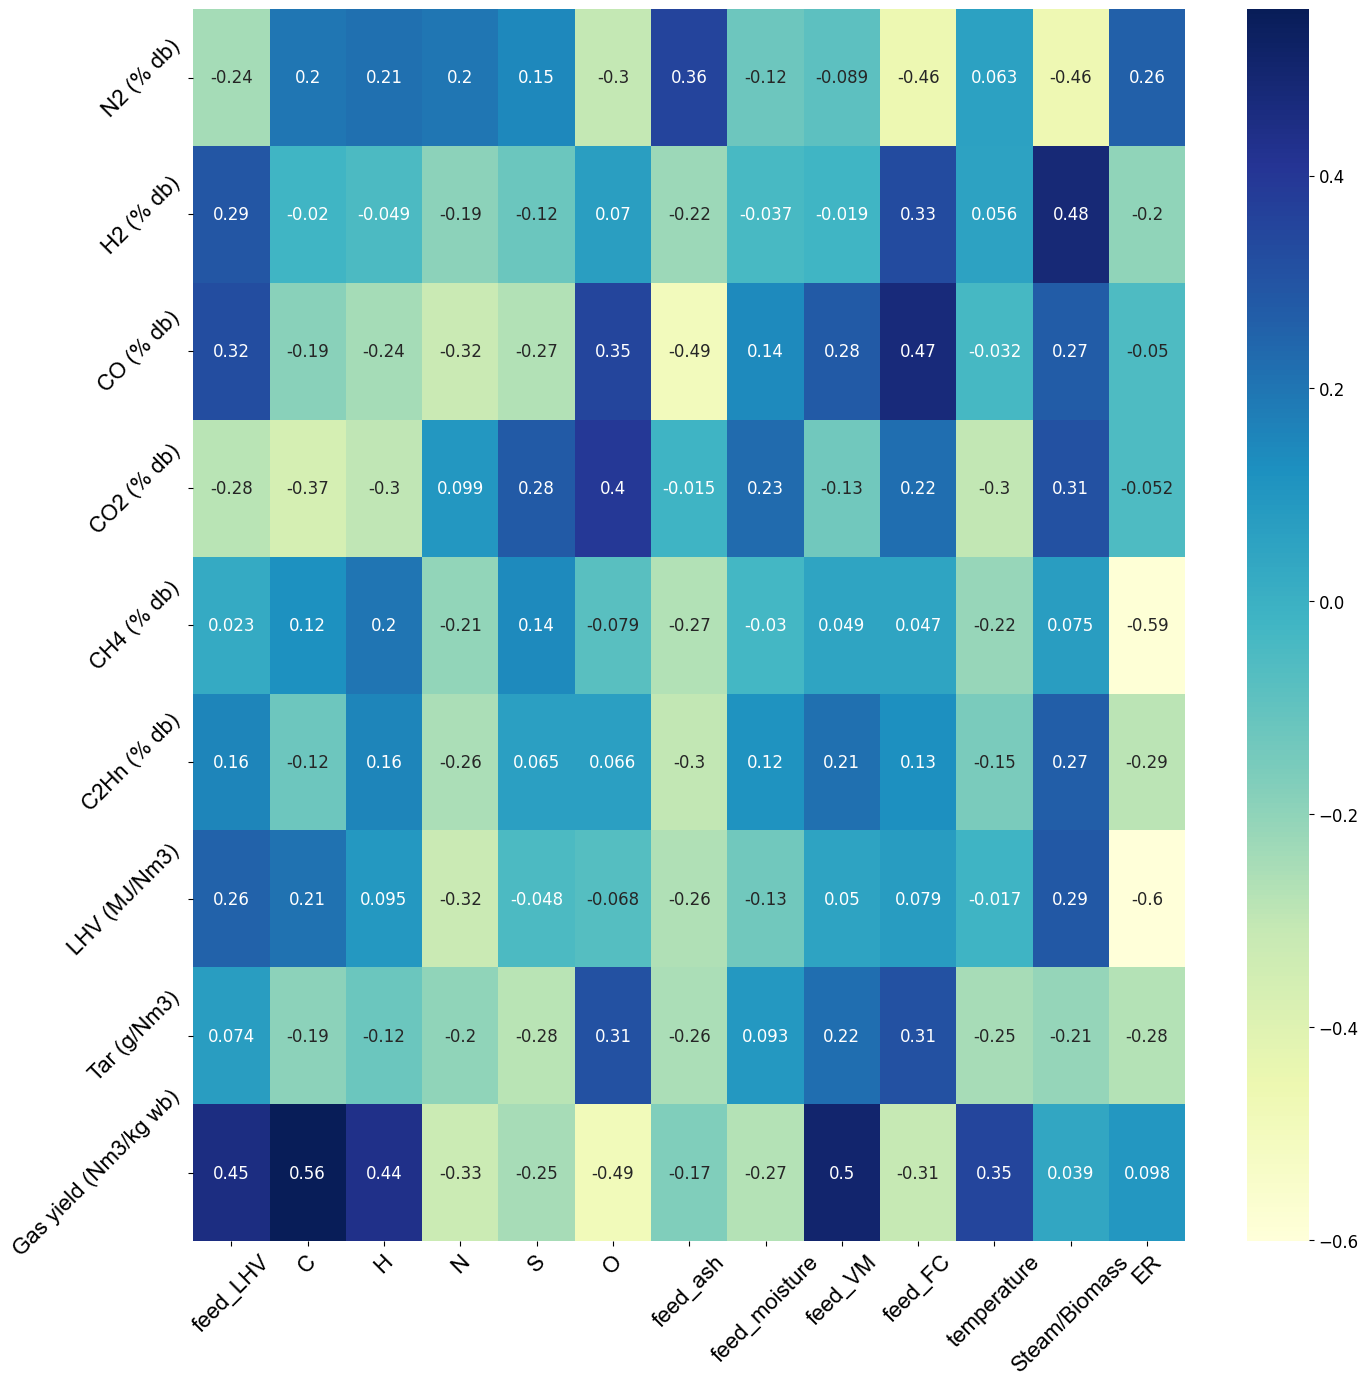 N2 (% db) -0.24 0.2 0.21 0.2 0.15 -0.3 0.36 -0.12 -0.089 -0.46 0.063 -0.46 0.26
H2 (% db) 0.29 -0.02 -0.049 -0.19 -0.12 0.07 -0.22 -0.037 -0.019 0.33 0.056 0.48 -0.2
CO (% db) 0.32 -0.19 -0.24 -0.32 -0.27 0.35 -0.49 0.14 0.28 0.47 -0.032 0.27 -0.05
CO2 (% db) -0.28 -0.37 -0.3 0.099 0.28 0.4 -0.015 0.23 -0.13 0.22 -0.3 0.31 -0.052
CH4 (% db) 0.023 0.12 0.2 -0.21 0.14 -0.079 -0.27 -0.03 0.049 0.047 -0.22 0.075 -0.59
C2Hn (% db) 0.16 -0.12 0.16 -0.26 0.065 0.066 -0.3 0.12 0.21 0.13 -0.15 0.27 -0.29
LHV (MJ/Nm3) 0.26 0.21 0.095 -0.32 -0.048 -0.068 -0.26 -0.13 0.05 0.079 -0.017 0.29 -0.6
Tar (g/Nm3) 0.074 -0.19 -0.12 -0.2 -0.28 0.31 -0.26 0.093 0.22 0.31 -0.25 -0.21 -0.28
Gas yield (Nm3/kg wb) 0.45 0.56 0.44 -0.33 -0.25 -0.49 -0.17 -0.27 0.5 -0.31 0.35 0.039 0.098
feed_LHV C H N S O feed_ash feed_moisture feed_VM feed_FC temperature Steam/Biomass ER
0.4
0.2
0.0
−0.2
−0.4
−0.6